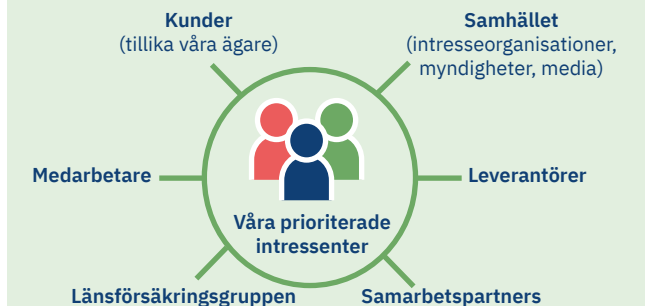 Kunder
(tillika våra ägare)
Samhället
(intresseorganisationer,
myndigheter, media)
Medarbetare
Leverantörer
Våra prioriterade
intressenter
Länsförsäkringsgruppen
Samarbetspartners